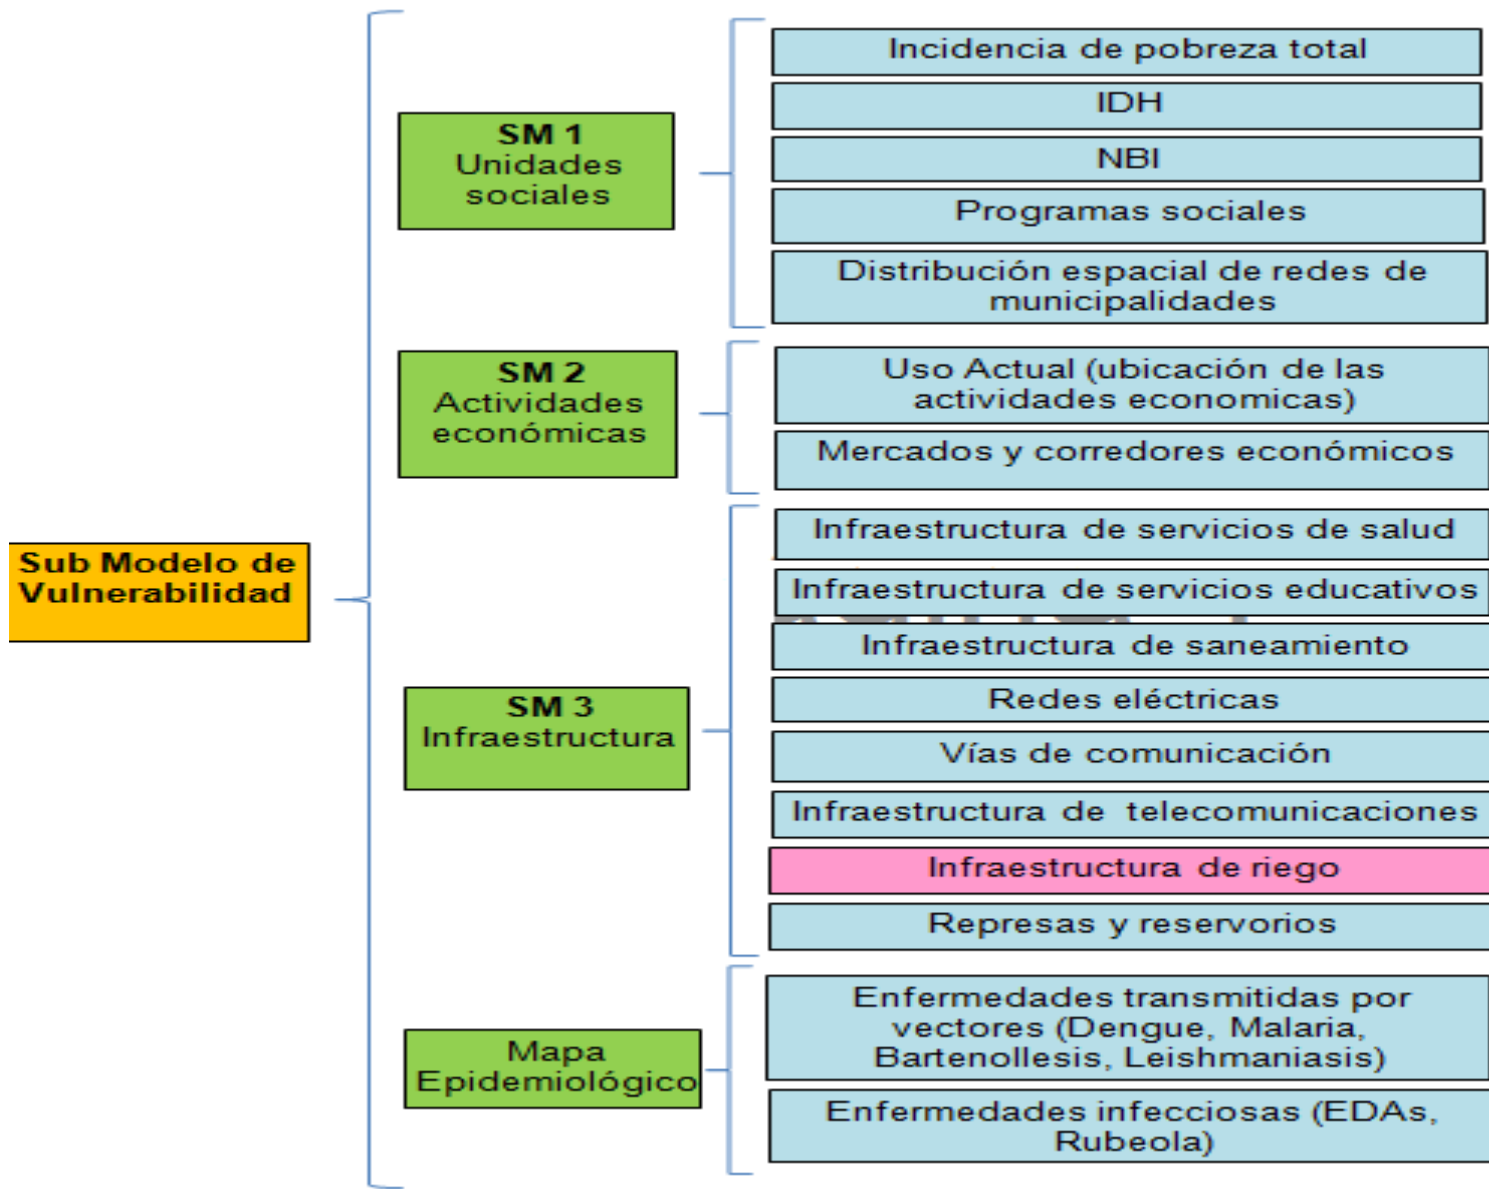 Sub Modelo de
Vulnerabilidad
SM 1
Unidades
sociales
Incidencia de pobreza total
IDH
NBI
Programas sociales
Distribución espacial de redes de
municipalidades
SM 2
Actividades
económicas
Uso Actual (ubicación de las
actividades economicas)
Mercados y corredores económicos
SM 3
Infraestructura
Infraestructura de servicios de salud
Infraestructura de servicios educativos
Infraestructura de saneamiento
Redes eléctricas
Vías de comunicación
Infraestructura de telecomunicaciones
Infraestructura de riego
Represas y reservorios
Mapa
Epidemiológico
Enfermedades transmitidas por
vectores (Dengue, Malaria,
Bartenollesis, Leishmaniasis)
Enfermedades infecciosas (EDAs,
Rubeola)